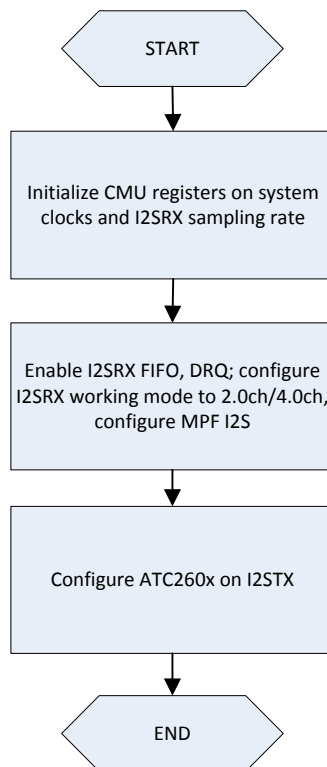 START
Initialize CMU registers on system
clocks and I2SRX sampling rate
Enable I2SRX FIFO, DRQ; configure
I2SRX working mode to 2.0ch/4.0ch,
configure MPF I2S
Configure ATC260x on I2STX
END